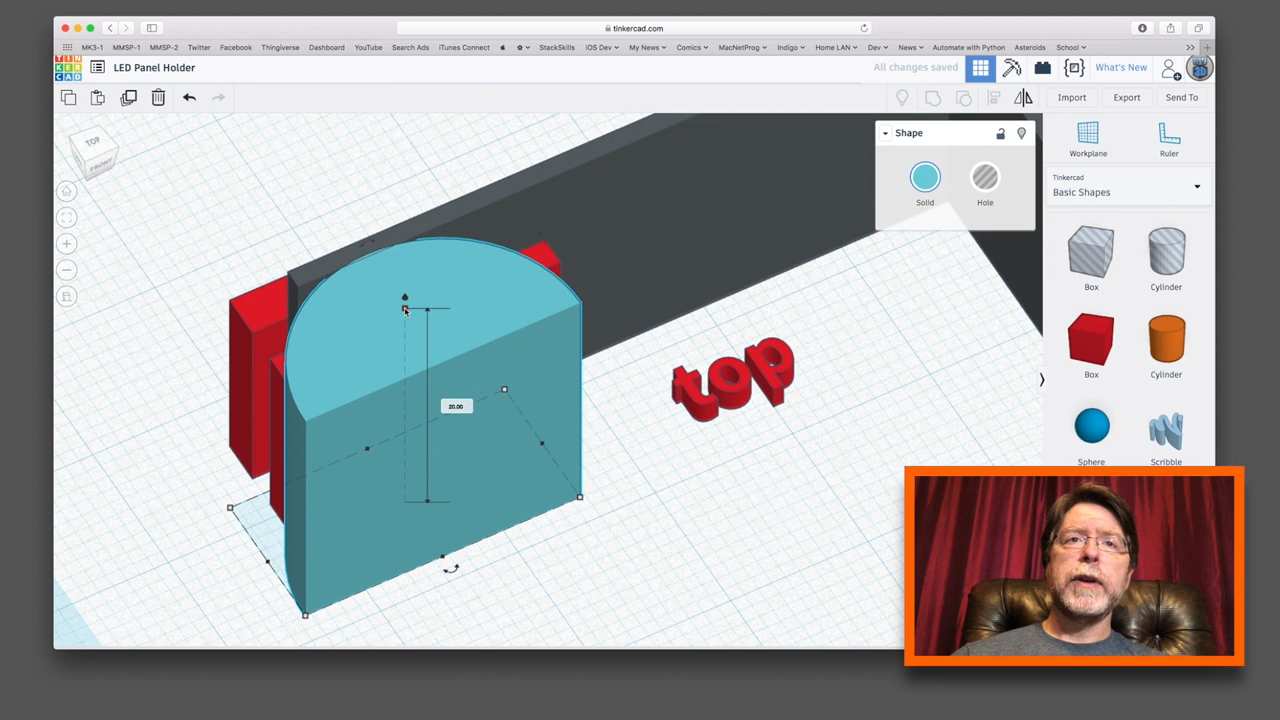 tinkercad.com
MK3-1 MMSP-1 MMSP-2 Twitter Facebook Thingiverse Dashboard YouTube Search Ads iTunes Connect StackSkills iOS Dev My News Comics MacNetProg Indigo Home LAN Dev News Automate with Python Asteroids School
TIN
KER
CAD
LED Panel Holder
All changes saved
What's New
Import Export Send To
Shape
Solid Hole
TOP
FRONT
Workplane Ruler
Tinkercad
Basic Shapes
Box Cylinder
Box Cylinder
Sphere Scribble
20.00
top